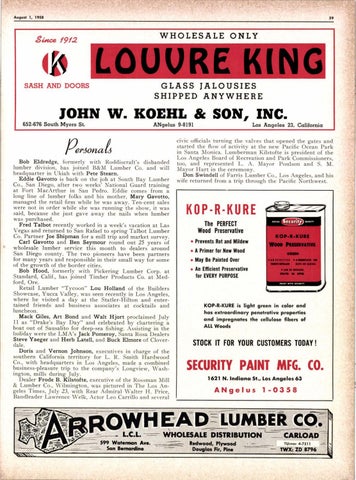 August 1, 1958
39
Since 1912
WHOLESALE ONLY
K
LOUVRE KING
SASH AND DOORS
GLASS JALOUSIES
SHIPPED ANYWHERE
JOHN W. KOEHL & SON, INC.
652-676 South Myers St.
ANgelus 9-8191
Los Angeles 23, California
Personals
Bob Eldredge, formerly with Roddiscraft's disbanded
lumber division, has joined B&M Lumber Co. and will
headquarter in Ukiah with Pete Stearn.
Eddie Gavotto is back on the job at South Bay Lumber
Co., San Diego, after two weeks' National Guard training
at Fort MacArthur in San Pedro. Eddie comes from a
long line of lumber folks and his mother, Mary Gavotto,
managed the retail firm while he was away. Ten-cent sales
were not in order while she was running the show, it was
said, because she just gave away the nails when lumber
was purchased.
Fred Talbot recently worked in a week's vacation at Las
Vegas and returned to San Rafael to spring Talbot Lumber
Co. Partner Joe Shipman for a mill trip and market survey.
Carl Gavotto and Ben Seymour round out 25 years of
wholesale lumber service this month to dealers around
San Diego county. The two pioneers have been partners
for many years and responsible in their small way for some
of the growth of the border cities.
Bob Hood, formerly with Pickering Lumber Corp. at
Standard, Calif., has joined Timber Products Co. at Med-
ford, Ore.
Retail Lumber "Tycoon" Lou Holland of the Builders
Showcase, Yucca Valley, was seen recently in Los Angeles,
where he visited a day at the Statler-Hilton and enter-
tained friends and business associates at cocktails and
luncheon.
Mack Giles, Art Bond and Walt Hjort proclaimed July
11 as "Drake's Bay Day" and celebrated by chartering a
boat out of Sausalito for deep-sea fishing. Assisting in the
holiday were the LMA's Jack Pomeroy, Santa Rosa Dealers
Steve Yaeger and Herb Latell, and Buck Elmore of Clover-
dale.
Doris and Vernon Johnson, executives in charge of the
southern California territory for L. R. Smith Hardwood
Co., with headquarters in Los Angeles, made a combined
business-pleasure trip to the company's Longview, Wash-
ington, mills during July.
Dealer Frode B. Kilstofte, executive of the Rossman Mill
& Lumber Co., Wilmington, was pictured in The Los An-
geles Times, July 23, with Rear Admiral Walter H. Price,
Bandleader Lawrence Welk, Actor Leo Carrillo and several
civic officials turning the valves that opened the gates and
started the flow of activity at the new Pacific Ocean Park
in Santa Monica. Lumberman Kilstofte is president of the
Los Angeles Board of Recreation and Park Commissioners,
too, and represented L. A. Mayor Poulson and S. M.
Mayor Hart in the ceremony.
Don Swindell of Farris Lumber Co., Los Angeles, and his
wife returned from a trip through the Pacific Northwest.
KOP-R-KURE
The PERFECT
Wood Preservative
• Prevents Rot and Mildew
• A Primer for New Wood
• May Be Painted Over
• An Efficient Preservative
for EVERY PURPOSE
Security
KOP-R-KURE
WOOD PRESERVATIVE
KOP-R-KURE is light green in color and
has extraordinary penetrative properties
and impregnates the cellulose fibers of
ALL Woods
STOCK IT FOR YOUR CUSTOMERS TODAY!
SECURITY PAINT MFG. CO.
1621 N. Indiana St., Los Angeles 63
ANgelus 1-0358
ARROWHEAD LUMBER CO.
L.C.L. WHOLESALE DISTRIBUTION CARLOAD
599 Waterman Ave.
San Bernardino
Redwood, Plywood
Douglas Fir, Pine
TWX: ZD 8796